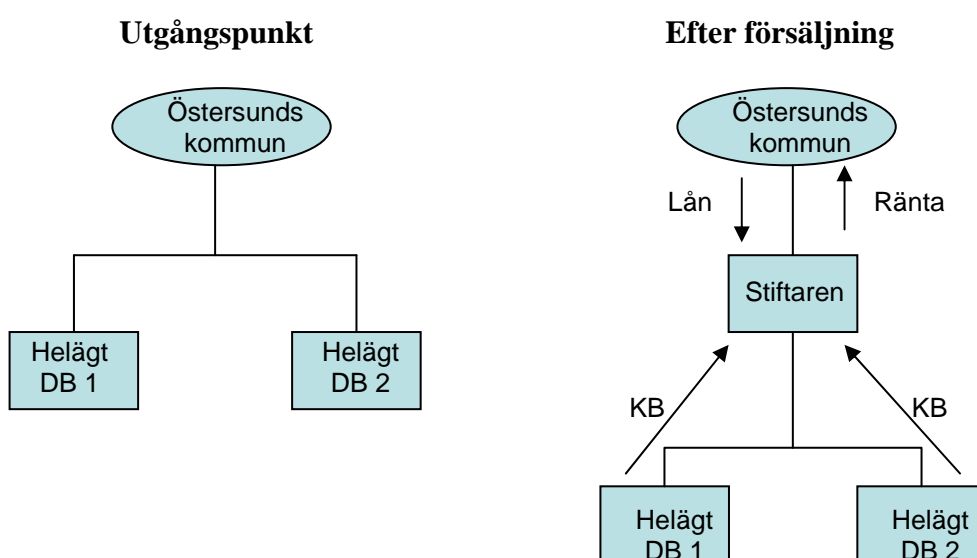 Utgångspunkt
Östersunds
kommun
Helägt
DB 1
Helägt
DB 2
Efter försäljning
Östersunds
kommun
Lån
Ränta
Stiftaren
KB
KB
Helägt
DB 1
Helägt
DB 2